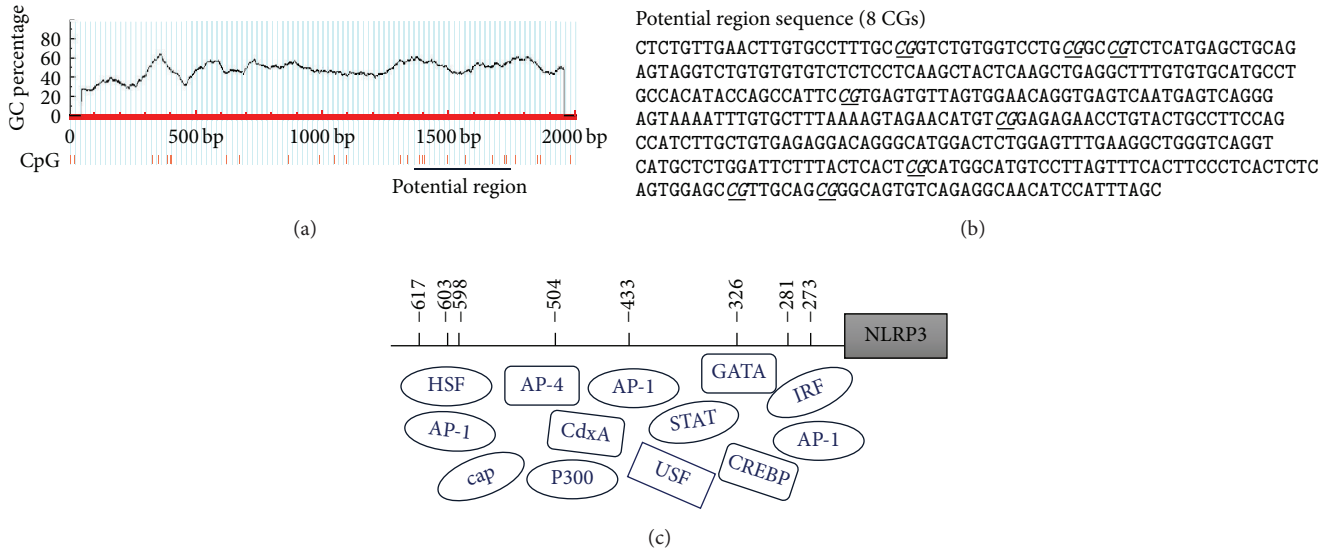 GC percentage
80
60
40
20
0
0 500 bp 1000 bp 1500 bp 2000 bp
CpG
Potential region
(a)
Potential region sequence (8 CGs)
CTCTGTTGAACTTGTGCCTTTGCCGGTCTGTGGTCCTGCGGCCGTCTCATGAGCTGCAG
AGTAGGTCTGTGTGTGTCTCTCCTCAAGCTACTCAAGCTGAGGCTTTGTGTGCATGCCT
GCCACATACCAGCCATTCCGTGAGTGTTAGTGGAACAGGTGAGTCAATGAGTCAGGG
AGTAAAATTTGTGCTTTAAAAGTAGAACATGTCGGAGAGAACCTGTACTGCCTTCCAG
CCATCTTGCTGTGAGAGGACAGGGCATGGACTCTGGAGTTTGAAGGCTGGGTCAGGT
CATGCTCTGGATTCTTTACTCACTCGCATGGCATGTCCTTAGTTTCACTTCCCTCACTCTC
AGTGGAGCCGTTGCAGCGGGCAGTGTCAGAGGCAACATCCATTTAGC
(b)
−617 −603 −598 −504 −433 −326 −281 −273
NLRP3
HSF AP-4 AP-1 GATA IRF
AP-1 CdxA STAT AP-1
cap P300 USF CREBP
(c)